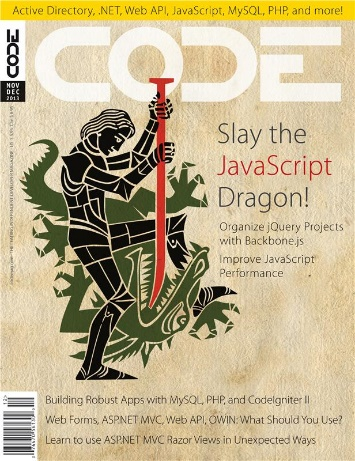 Active Directory, .NET, Web API, JavaScript, MySQL, PHP, and more!
CODE
CODE
NOV
DEC
2013
Slay the
JavaScript
Dragon!
Organize jQuery Projects
with Backbone.js
Improve JavaScript
Performance
Building Robust Apps with MySQL, PHP, and CodeIgniter II
Web Forms, ASP.NET MVC, Web API, OWIN: What Should You Use?
Learn to use ASP.NET MVC Razor Views in Unexpected Ways